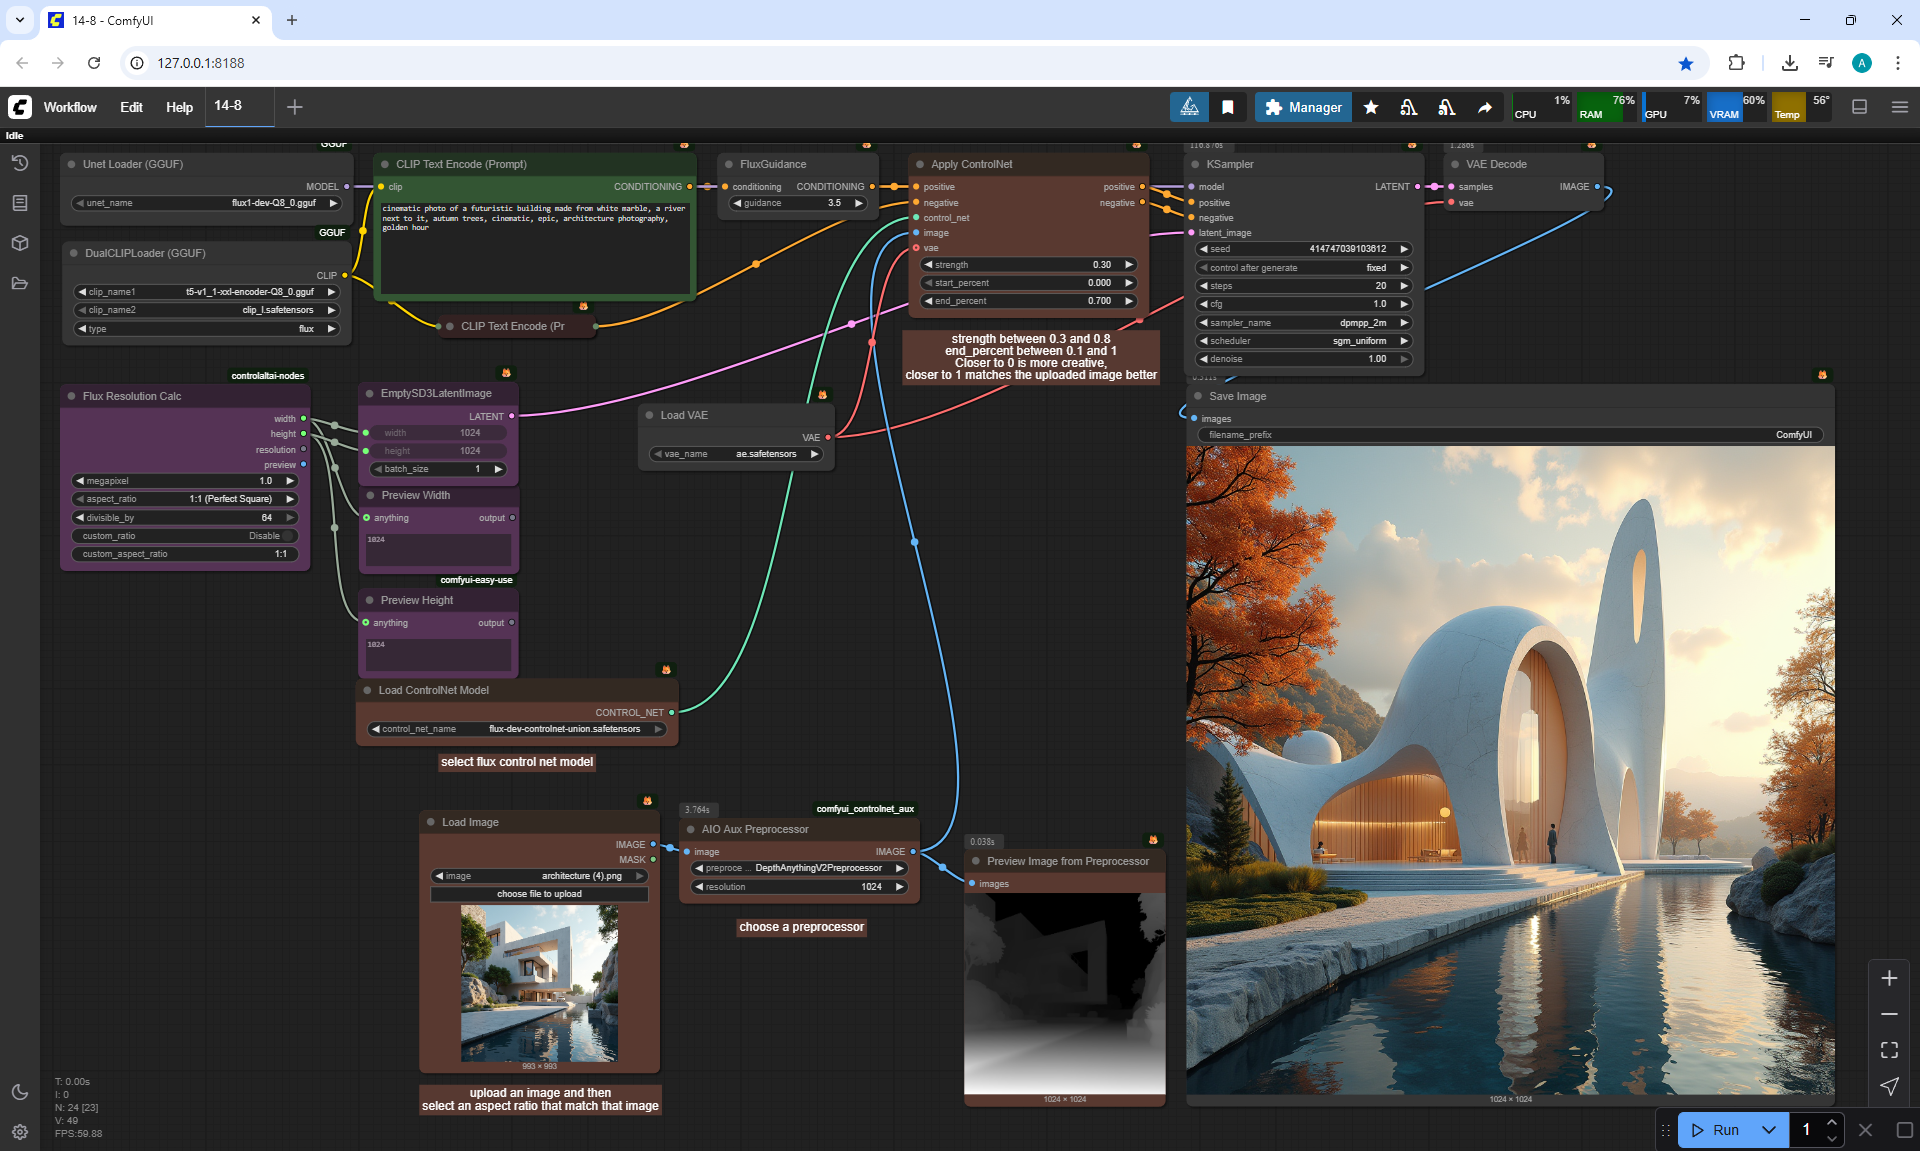 14-8 - ComfyUI
127.0.0.1:8188
Workflow Edit Help 14-8
Manager
CPU 1% RAM 76% GPU 7% VRAM 60% Temp 56°
Idle
GGUF
Unet Loader (GGUF)
MODEL
unet_name flux1-dev-Q8_0.gguf
GGUF
DualCLIPLoader (GGUF)
CLIP
clip_name1 t5-v1_1-xxl-encoder-Q8_0.gguf
clip_name2 clip_l.safetensors
type flux
CLIP Text Encode (Prompt)
clip CONDITIONING
cinematic photo of a futuristic building made from white marble, a river
next to it, autumn trees, cinematic, epic, architecture photography,
golden hour
CLIP Text Encode (Pr
FluxGuidance
conditioning CONDITIONING
guidance 3.5
Apply ControlNet
positive positive
negative negative
control_net
image
vae
strength 0.30
start_percent 0.000
end_percent 0.700
strength between 0.3 and 0.8
end_percent between 0.1 and 1
Closer to 0 is more creative,
closer to 1 matches the uploaded image better
KSampler
model LATENT
positive
negative
latent_image
seed 414747039103612
control after generate fixed
steps 20
cfg 1.0
sampler_name dpmpp_2m
scheduler sgm_uniform
denoise 1.00
VAE Decode
samples IMAGE
vae
controlaltai-nodes
Flux Resolution Calc
width
height
resolution
preview
megapixel 1.0
aspect_ratio 1:1 (Perfect Square)
divisible_by 64
custom_ratio Disable
custom_aspect_ratio 1:1
EmptySD3LatentImage
LATENT
width 1024
height 1024
batch_size 1
Preview Width
anything output
1024
comfyui-easy-use
Preview Height
anything output
1024
Load VAE
VAE
vae_name ae.safetensors
Load ControlNet Model
CONTROL_NET
control_net_name flux-dev-controlnet-union.safetensors
select flux control net model
Load Image
IMAGE
MASK
image architecture (4).png
choose file to upload
993 × 993
upload an image and then
select an aspect ratio that match that image
3.764s
comfyui_controlnet_aux
AIO Aux Preprocessor
image IMAGE
preproce ... DepthAnythingV2Preprocessor
resolution 1024
choose a preprocessor
0.038s
Preview Image from Preprocessor
images
1024 × 1024
Save Image
images
filename_prefix ComfyUI
1024 × 1024
T: 0.00s
I: 0
N: 24 [23]
V: 49
FPS:59.88
Run 1
A